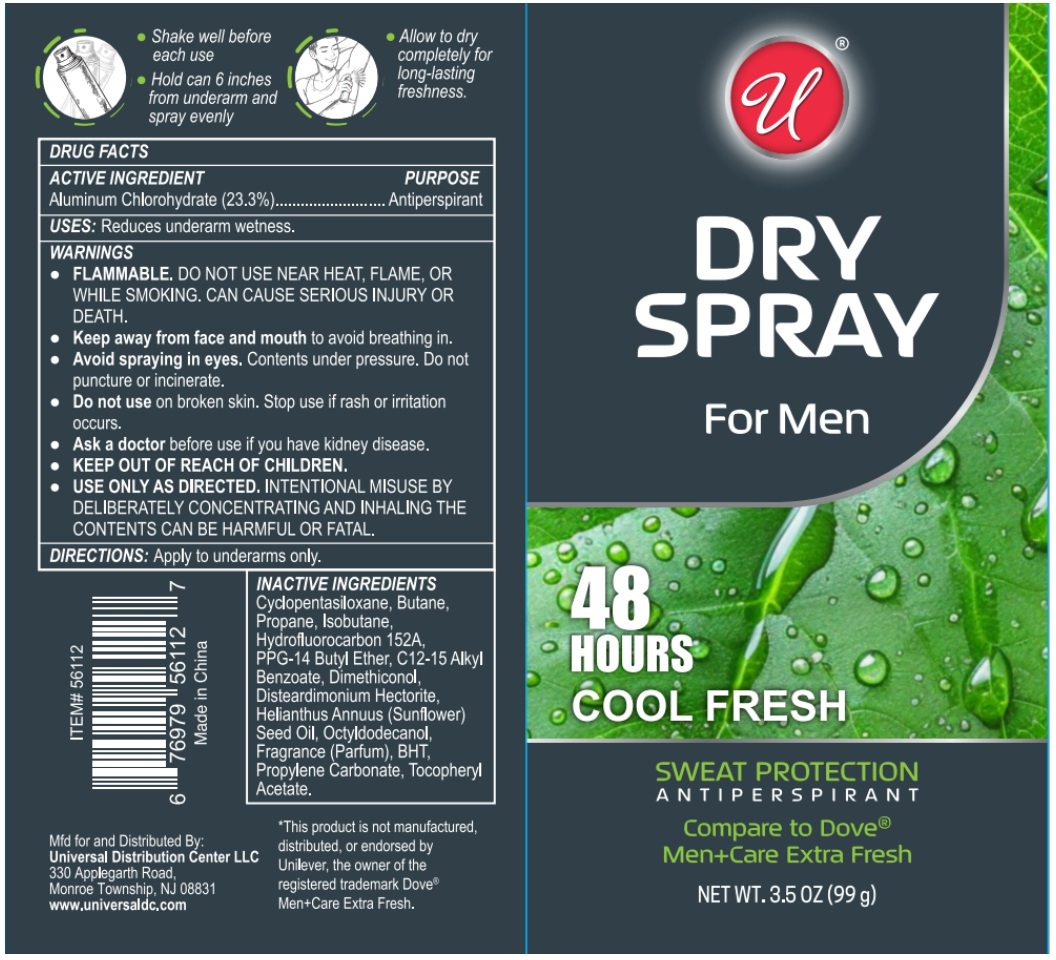 Shake well before
each use
Hold can 6 inches
from underarm and
spray evenly
Allow to dry
completely for
long-lasting
freshness.
DRUG FACTS
ACTIVE INGREDIENT PURPOSE
Aluminum Chlorohydrate (23.3%).......................... Antiperspirant
USES: Reduces underarm wetness.
WARNINGS
● FLAMMABLE. DO NOT USE NEAR HEAT, FLAME, OR
WHILE SMOKING. CAN CAUSE SERIOUS INJURY OR
DEATH.
● Keep away from face and mouth to avoid breathing in.
● Avoid spraying in eyes. Contents under pressure. Do not
puncture or incinerate.
● Do not use on broken skin. Stop use if rash or irritation
occurs.
● Ask a doctor before use if you have kidney disease.
● KEEP OUT OF REACH OF CHILDREN.
● USE ONLY AS DIRECTED. INTENTIONAL MISUSE BY
DELIBERATELY CONCENTRATING AND INHALING THE
CONTENTS CAN BE HARMFUL OR FATAL.
DIRECTIONS: Apply to underarms only.
ITEM# 56112
6 76979 56112 7
Made in China
INACTIVE INGREDIENTS
Cyclopentasiloxane, Butane,
Propane, Isobutane,
Hydrofluorocarbon 152A,
PPG-14 Butyl Ether, C12-15 Alkyl
Benzoate, Dimethiconol,
Disteardimonium Hectorite,
Helianthus Annuus (Sunflower)
Seed Oil, Octyldodecanol,
Fragrance (Parfum), BHT,
Propylene Carbonate, Tocopheryl
Acetate.
Mfd for and Distributed By:
Universal Distribution Center LLC
330 Applegarth Road,
Monroe Township, NJ 08831
www.universaldc.com
*This product is not manufactured,
distributed, or endorsed by
Unilever, the owner of the
registered trademark Dove®
Men+Care Extra Fresh.
U®
DRY
SPRAY
For Men
48
HOURS
COOL FRESH
SWEAT PROTECTION
ANTIPERSPIRANT
Compare to Dove®
Men+Care Extra Fresh
NET WT. 3.5 OZ (99 g)